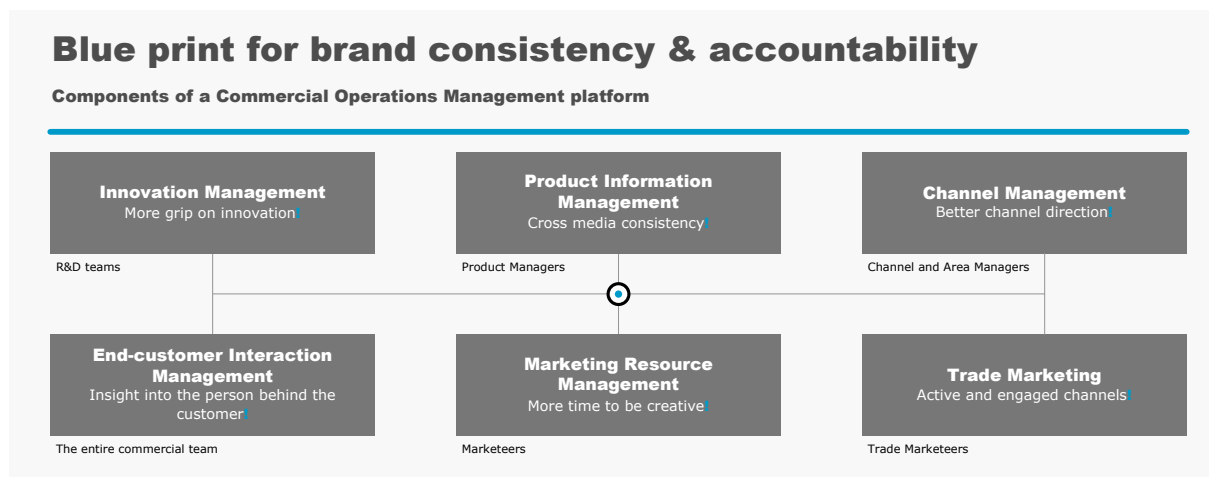 Blue print for brand consistency & accountability
Components of a Commercial Operations Management platform
Innovation Management
More grip on innovation!
R&D teams
Product Information
Management
Cross media consistency!
Product Managers
Channel Management
Better channel direction!
Channel and Area Managers
End-customer Interaction
Management
Insight into the person behind the
customer!
The entire commercial team
Marketing Resource
Management
More time to be creative!
Marketeers
Trade Marketing
Active and engaged channels!
Trade Marketeers